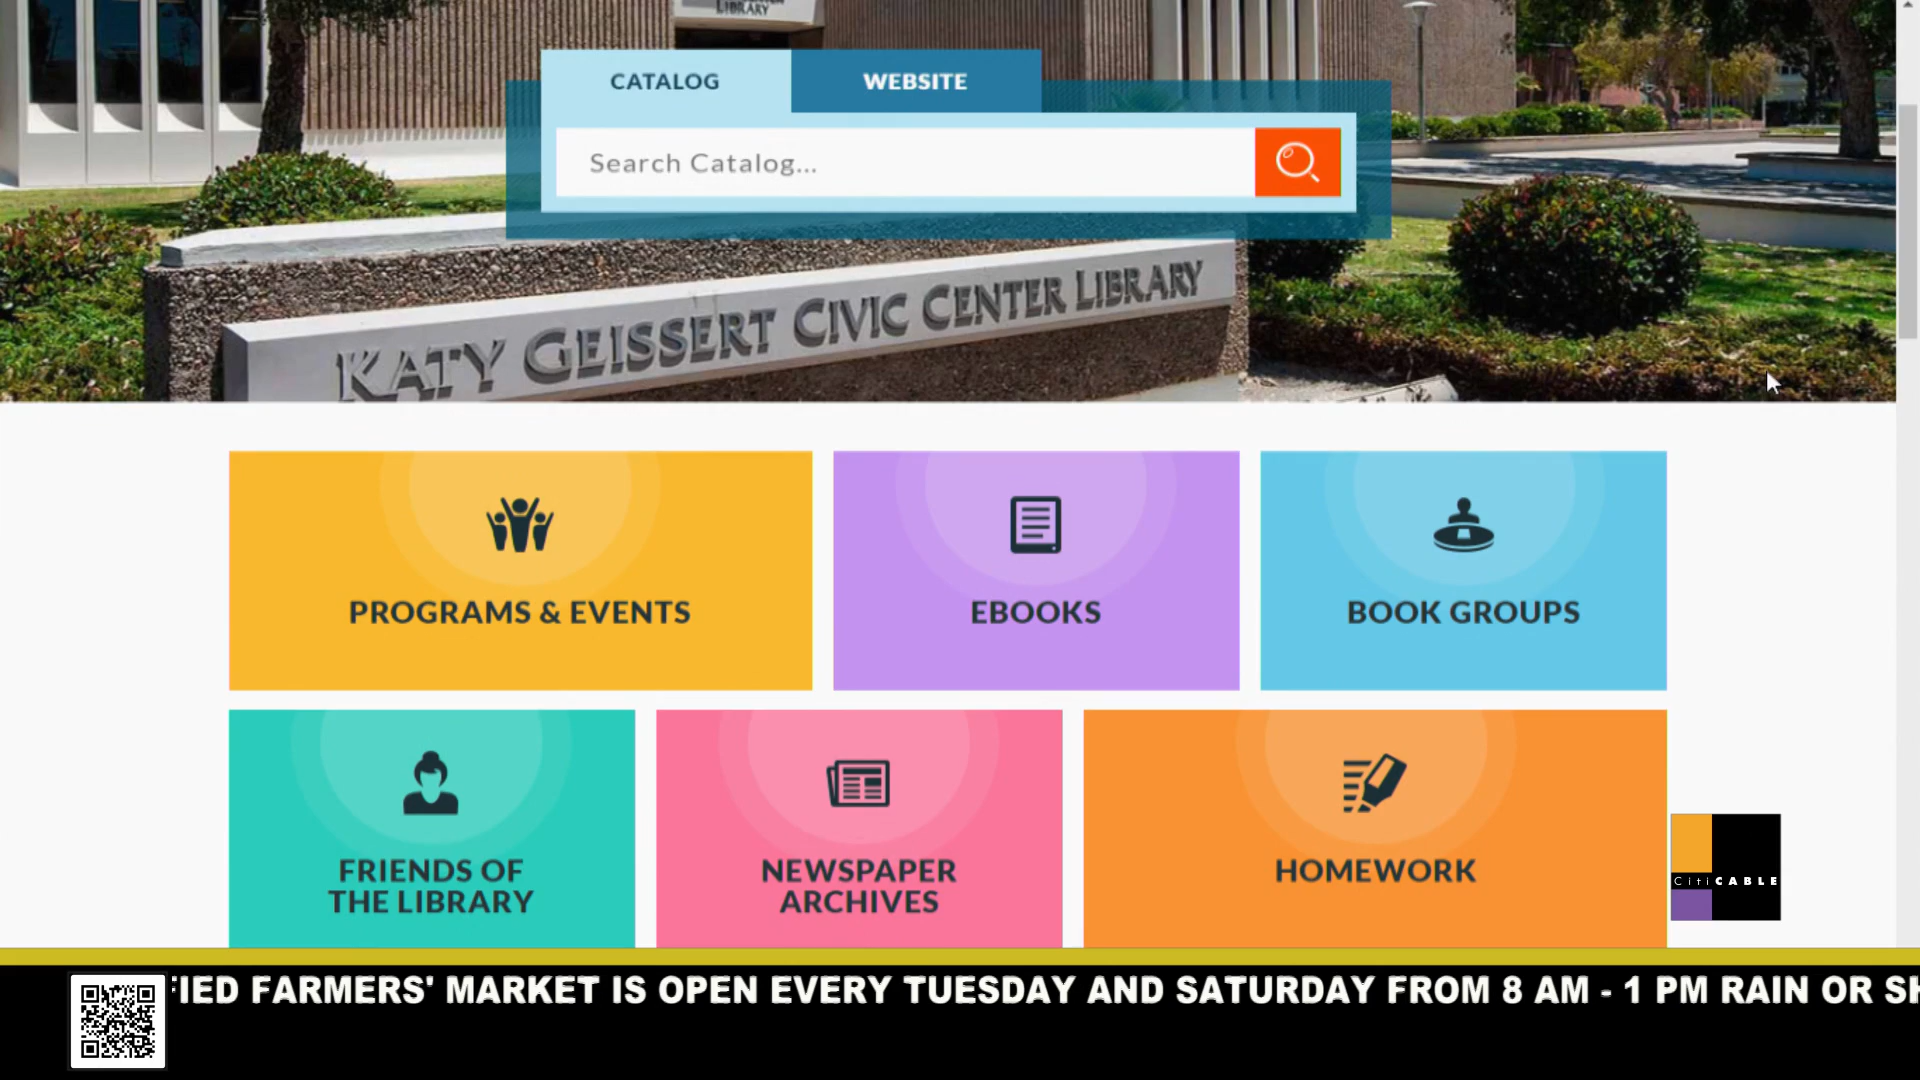 LIBRARY
CATALOG
WEBSITE
Search Catalog...
KATY GEISSERT CIVIC CENTER LIBRARY
PROGRAMS & EVENTS
EBOOKS
BOOK GROUPS
FRIENDS OF
THE LIBRARY
NEWSPAPER
ARCHIVES
HOMEWORK
CitiCABLE
FIED FARMERS' MARKET IS OPEN EVERY TUESDAY AND SATURDAY FROM 8 AM - 1 PM RAIN OR SH